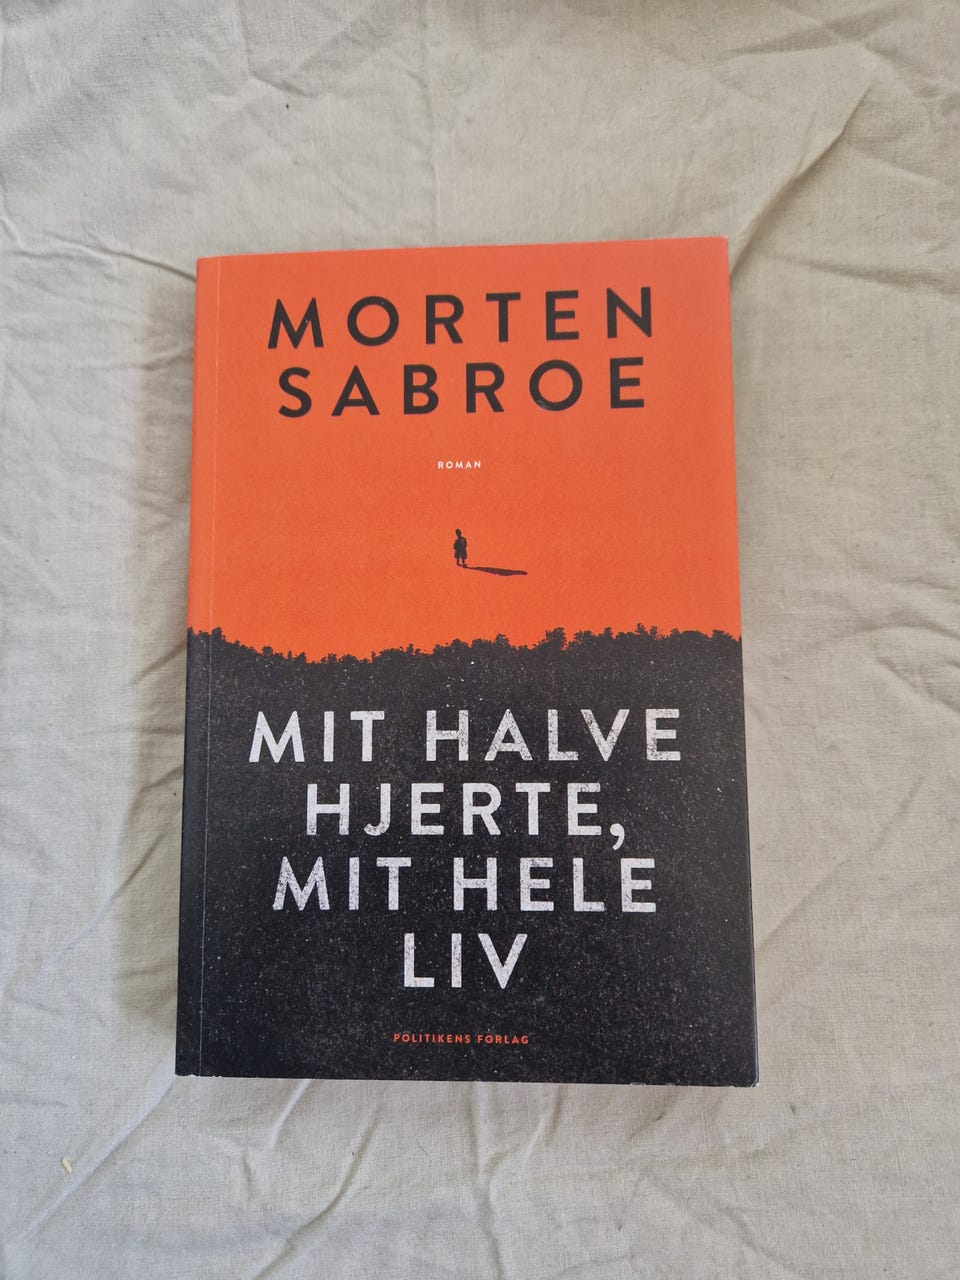 MORTEN
SABROE
ROMAN
MIT HALVE
HJERTE,
MIT HELE
LIV
POLITIKENS FORLAG